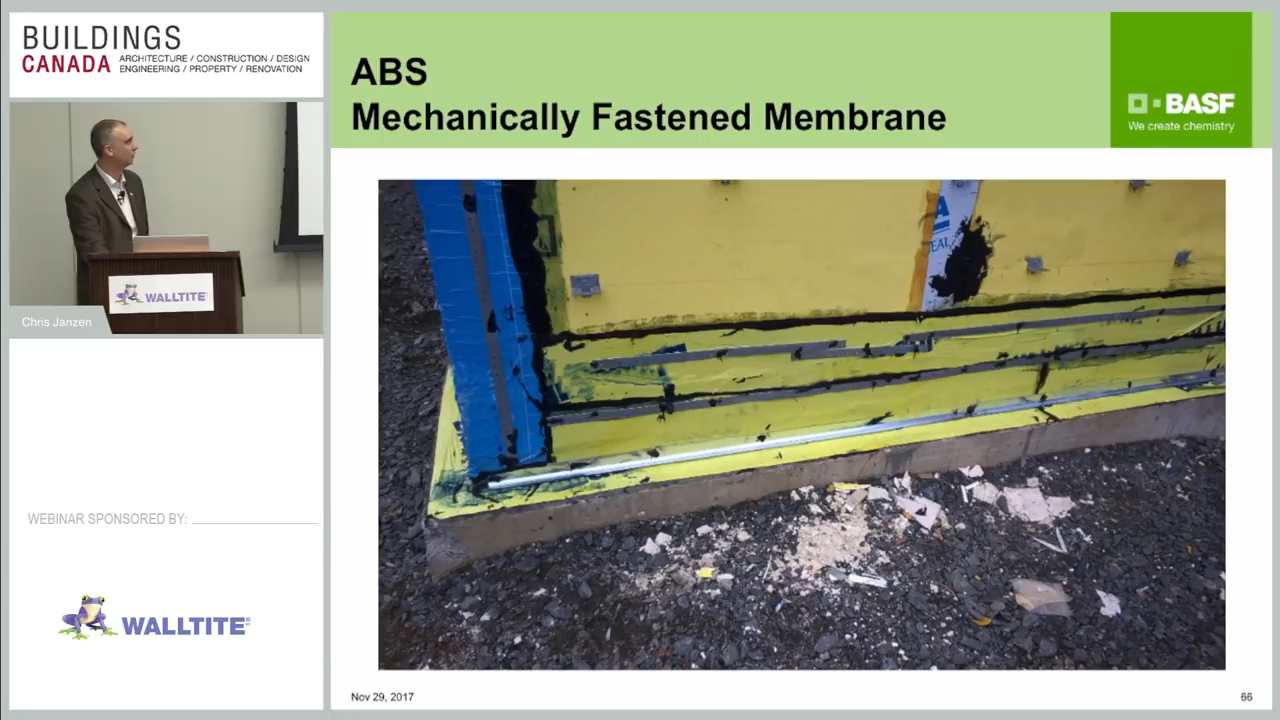 BUILDINGS
CANADA
ARCHITECTURE / CONSTRUCTION / DESIGN
ENGINEERING / PROPERTY / RENOVATION
WALLTITE
Chris Janzen
WEBINAR SPONSORED BY:
WALLTITE®
ABS
Mechanically Fastened Membrane
BASF
We create chemistry
A
EAL
Nov 29, 2017
66